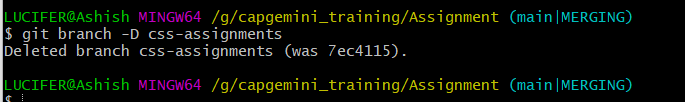 LUCIFER@Ashish MINGW64 /g/capgemini_training/Assignment (main|MERGING)
$ git branch -D css-assignments
Deleted branch css-assignments (was 7ec4115).
LUCIFER@Ashish MINGW64 /g/capgemini_training/Assignment (main|MERGING)
$